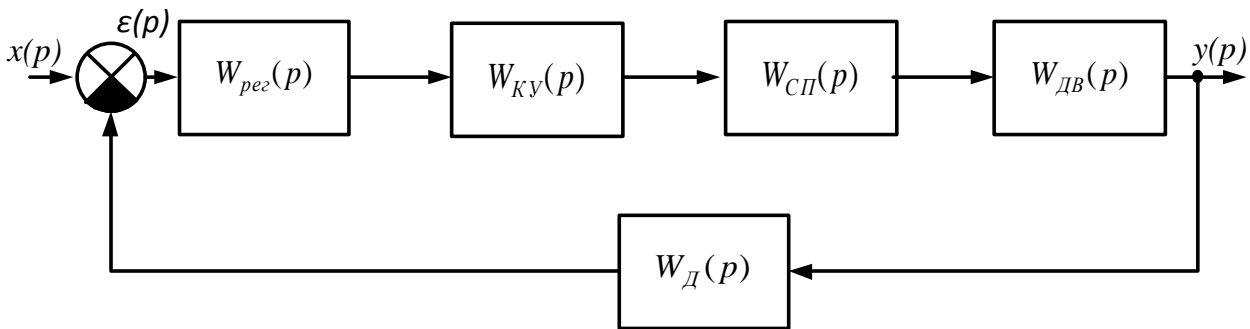 x(p)
ε(p)
W_рег(p)
W_КУ(p)
W_СП(p)
W_ДВ(p)
y(p)
W_Д(p)